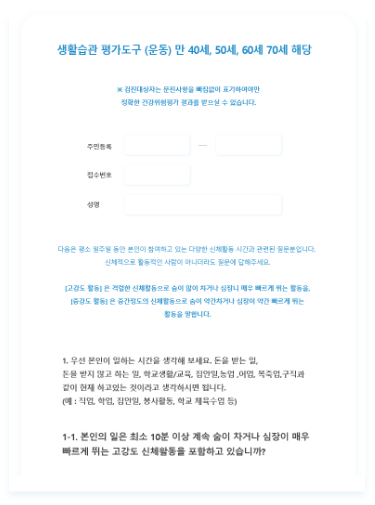 생활습관 평가도구 (운동) 만 40세, 50세, 60세 70세 해당
※ 검진대상자는 문진사항을 빠짐없이 표기하여야만
정확한 건강위험평가 결과를 받으실 수 있습니다.
주민등록 —
접수번호
성명
다음은 평소 일주일 동안 본인이 참여하고 있는 다양한 신체활동 시간과 관련된 질문분입니다.
신체적으로 활동적인 사람이 아니더라도 질문에 답해주세요.
[고강도 활동] 은 격렬한 신체활동으로 숨이 많이 차거나 심장니 매우 빠르게 뛰는 활동을,
[중강도 활동] 은 중간정도의 신체활동으로 숨이 약간차거나 심장이 약간 빠르게 뛰는
활동을 말합니다.
1. 우선 본인이 일하는 시간을 생각해 보세요. 돈을 받는 일,
돈을 받지 않고 하는 일, 학교생활/교육, 집안일,농업 ,어업, 목축업,구직과
같이 현재 하고있는 것이라고 생각하시면 됩니다.
(예 : 직업, 학업, 집안일, 봉사활동, 학교 체육수업 등)
1-1. 본인의 일은 최소 10분 이상 계속 숨이 차거나 심장이 매우
빠르게 뛰는 고강도 신체활동을 포함하고 있습니까?